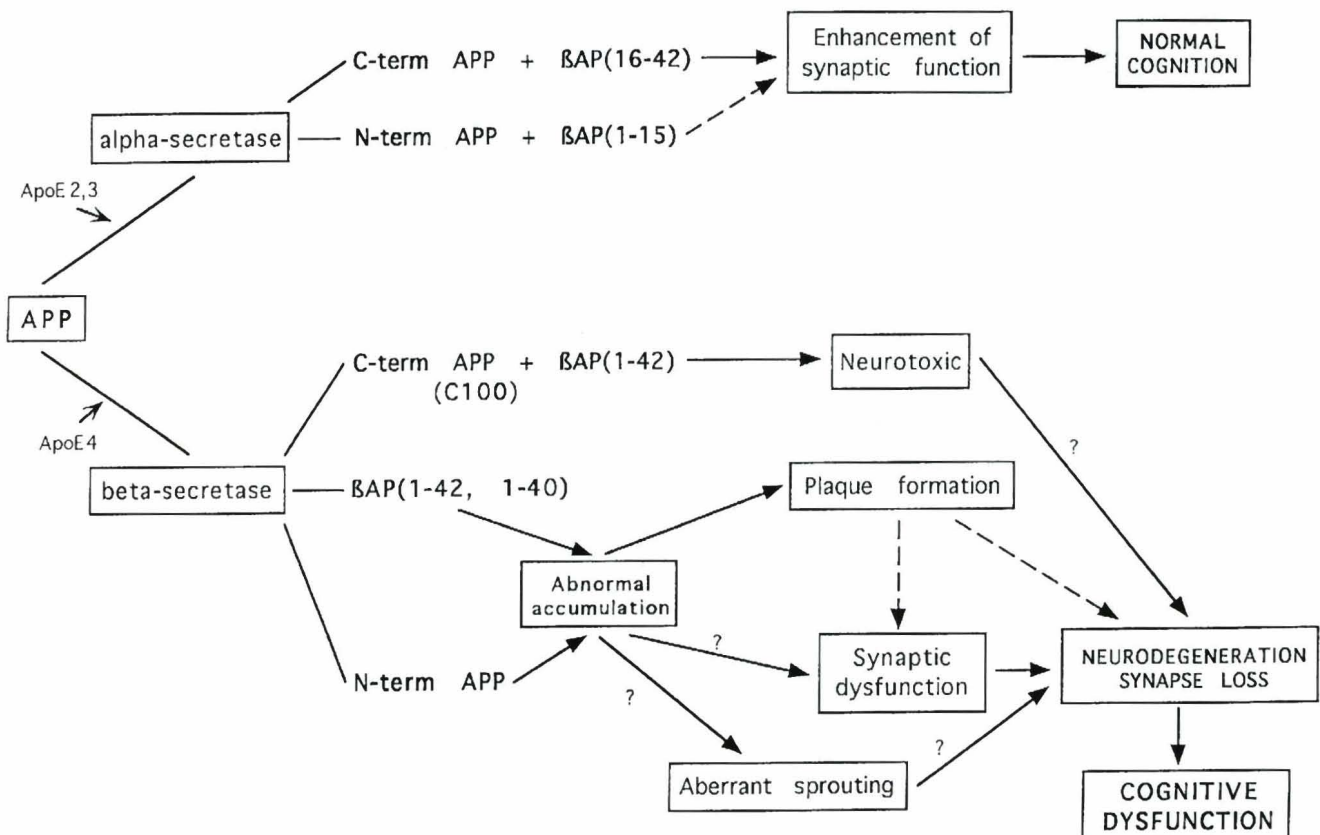 C-term APP + ßAP(16-42)
Enhancement of
synaptic function
NORMAL
COGNITION
alpha-secretase
N-term APP + ßAP(1-15)
ApoE 2,3
APP
C-term APP + ßAP(1-42)
(C100)
Neurotoxic
ApoE4
?
beta-secretase
ßAP(1-42, 1-40)
Plaque formation
Abnormal
accumulation
?
N-term APP
Synaptic
dysfunction
NEURODEGENERATION
SYNAPSE LOSS
?
?
Aberrant sprouting
COGNITIVE
DYSFUNCTION